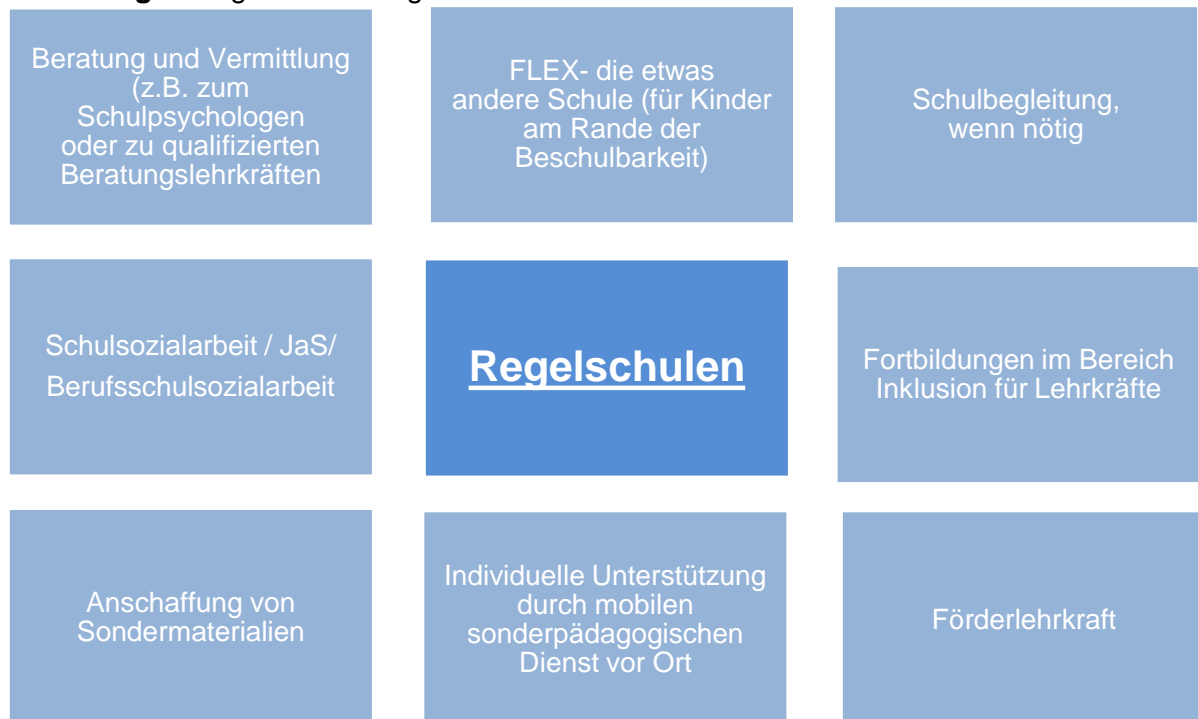 Beratung und Vermittlung
(z.B. zum
Schulpsychologen
oder zu qualifizierten
Beratungslehrkräften
FLEX- die etwas
andere Schule (für Kinder
am Rande der
Beschulbarkeit)
Schulbegleitung,
wenn nötig
Schulsozialarbeit / JaS/
Berufsschulsozialarbeit
Regelschulen
Fortbildungen im Bereich
Inklusion für Lehrkräfte
Anschaffung von
Sondermaterialien
Individuelle Unterstützung
durch mobilen
sonderpädagogischen
Dienst vor Ort
Förderlehrkraft